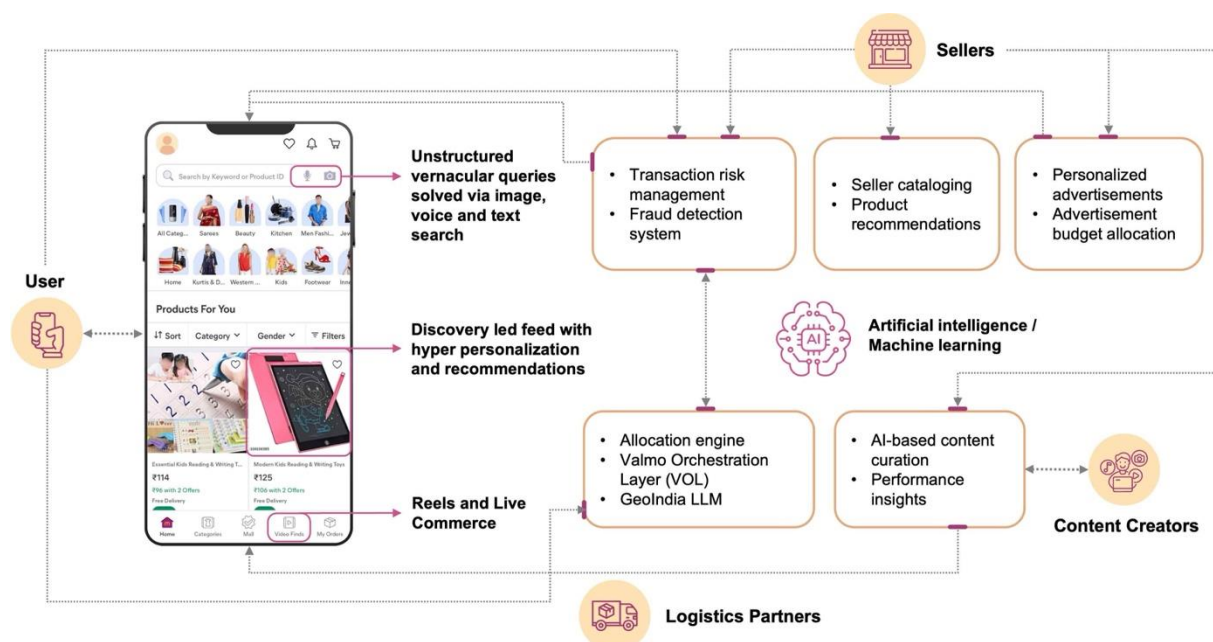 Sellers
User
Search by Keyword or Product ID
All Categ...
Sarees
Beauty
Kitchen
Men Fashi...
Jew
Home
Kurtis & D...
Western ...
Kids
Footwear
Inne
Products For You
Sort
Category
Gender
Filters
Essential Kids Reading & Writing T...
₹114
₹96 with 2 Offers
Free Delivery
Modern Kids Reading & Writing Toys
₹125
₹106 with 2 Offers
Free Delivery
Home
Categories
Mall
Video Finds
My Orders
Unstructured
vernacular queries
solved via image,
voice and text
search
Discovery led feed with
hyper personalization
and recommendations
Reels and Live
Commerce
• Transaction risk
management
• Fraud detection
system
• Seller cataloging
• Product
recommendations
• Personalized
advertisements
• Advertisement
budget allocation
AI
Artificial intelligence /
Machine learning
• Allocation engine
• Valmo Orchestration
Layer (VOL)
• GeoIndia LLM
• AI-based content
curation
• Performance
insights
Content Creators
Logistics Partners